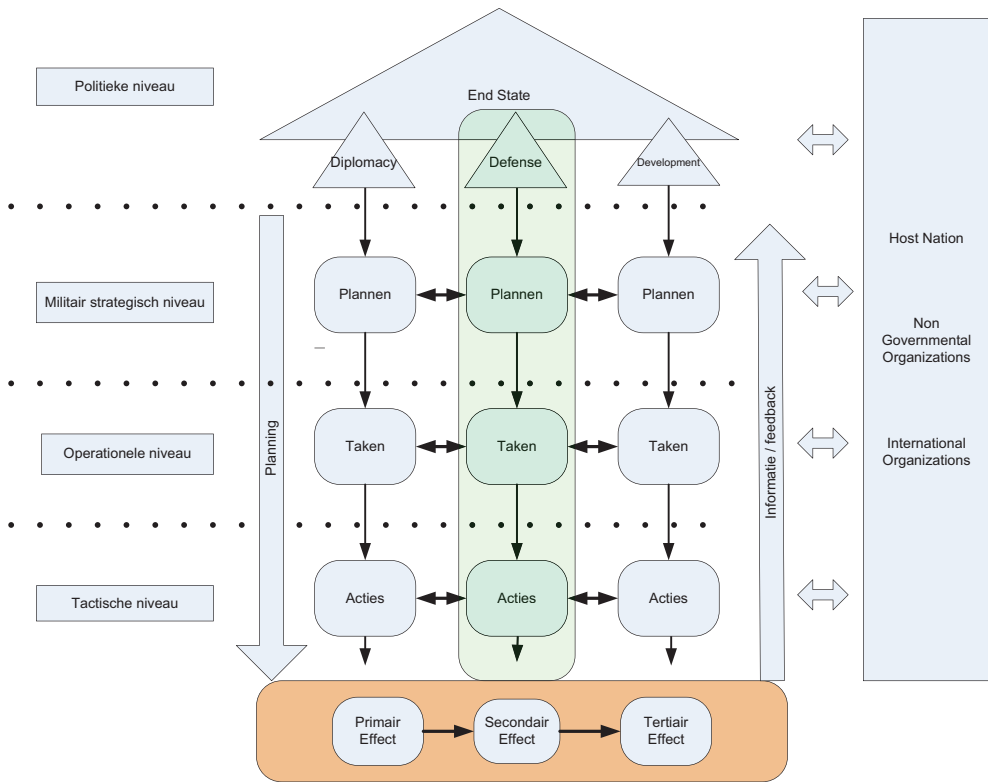 Politieke niveau
End State
Diplomacy
Defense
Development
Host Nation
Militair strategisch niveau
Plannen
Plannen
Plannen
Non
Governmental
Organizations
Operationele niveau
Planning
Taken
Taken
Taken
Informatie / feedback
International
Organizations
Tactische niveau
Acties
Acties
Acties
Primair
Effect
Secondair
Effect
Tertiair
Effect